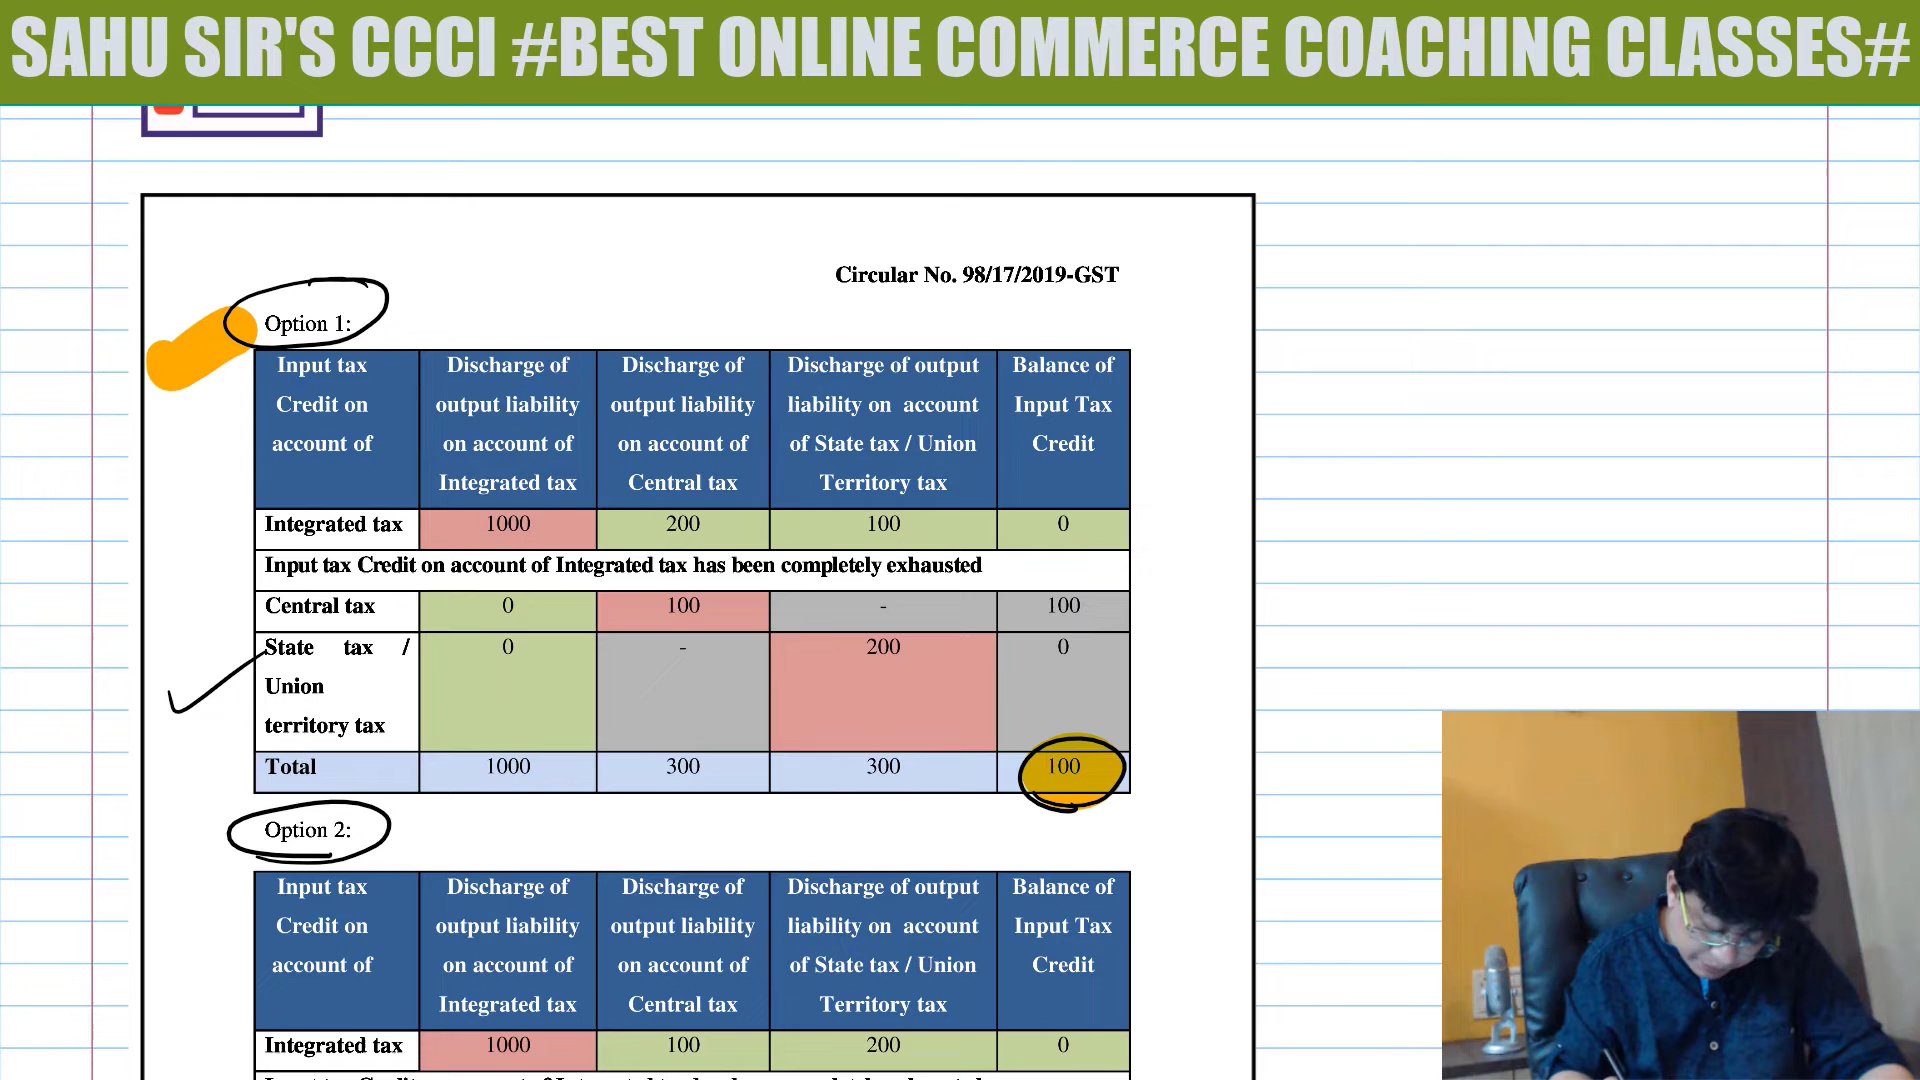 SAHU SIR'S CCCI #BEST ONLINE COMMERCE COACHING CLASSES#
Circular No. 98/17/2019-GST
Option 1:
Input tax Credit on account of
Discharge of output liability on account of Integrated tax
Discharge of output liability on account of Central tax
Discharge of output liability on account of State tax / Union Territory tax
Balance of Input Tax Credit
Integrated tax 1000 200 100 0
Input tax Credit on account of Integrated tax has been completely exhausted
Central tax 0 100 - 100
State tax / Union territory tax 0 - 200 0
Total 1000 300 300 100
Option 2:
Input tax Credit on account of
Discharge of output liability on account of Integrated tax
Discharge of output liability on account of Central tax
Discharge of output liability on account of State tax / Union Territory tax
Balance of Input Tax Credit
Integrated tax 1000 100 200 0